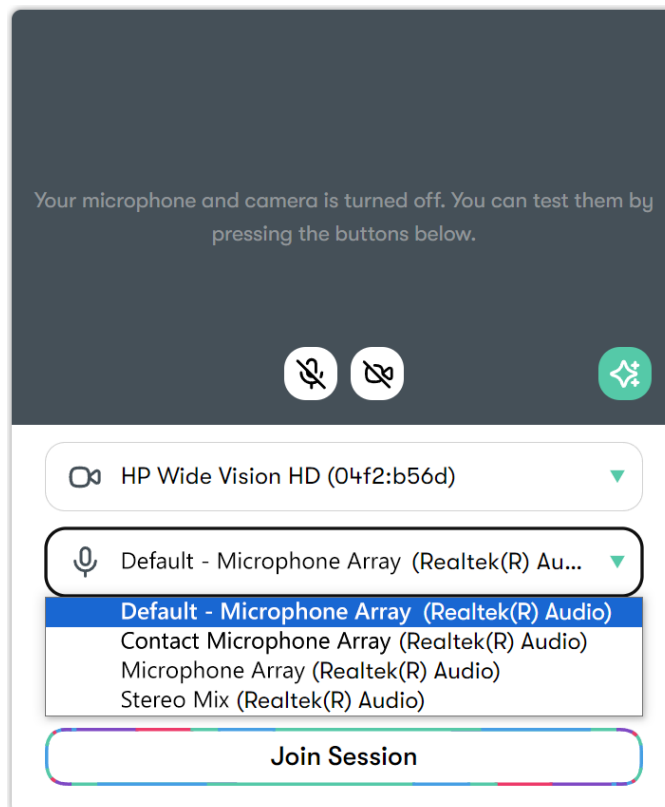 Your microphone and camera is turned off. You can test them by
pressing the buttons below.
HP Wide Vision HD (04f2:b56d)
Default - Microphone Array (Realtek(R) Au...
Default - Microphone Array (Realtek(R) Audio)
Contact Microphone Array (Realtek(R) Audio)
Microphone Array (Realtek(R) Audio)
Stereo Mix (Realtek(R) Audio)
Join Session